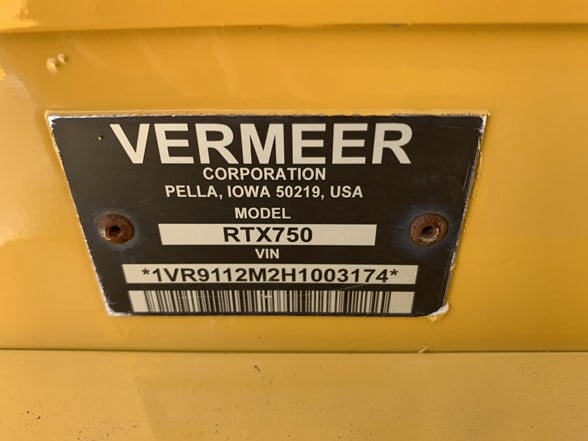 VERMEER
CORPORATION
PELLA, IOWA 50219, USA
MODEL
RTX750
VIN
*1VR9112M2H1003174*